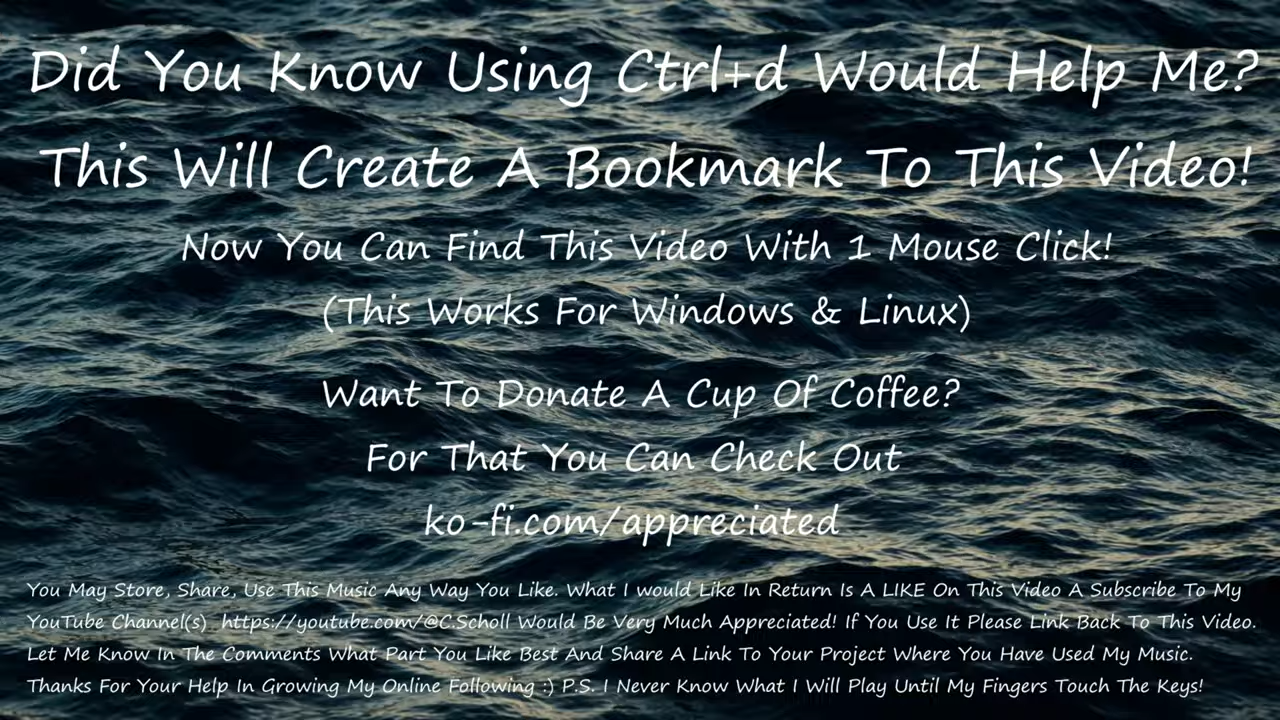 Did You Know Using Ctrl+d Would Help Me?
This Will Create A Bookmark To This Video!
Now You Can Find This Video With 1 Mouse Click!
(This Works For Windows & Linux)
Want To Donate A Cup Of Coffee?
For That You Can Check Out
ko-fi.com/appreciated
You May Store, Share, Use This Music Any Way You Like. What I would Like In Return Is A LIKE On This Video A Subscribe To My
YouTube Channel(s)  https://youtube.com/@C.Scholl Would Be Very Much Appreciated! If You Use It Please Link Back To This Video.
Let Me Know In The Comments What Part You Like Best And Share A Link To Your Project Where You Have Used My Music.
Thanks For Your Help In Growing My Online Following :) P.S. I Never Know What I Will Play Until My Fingers Touch The Keys!